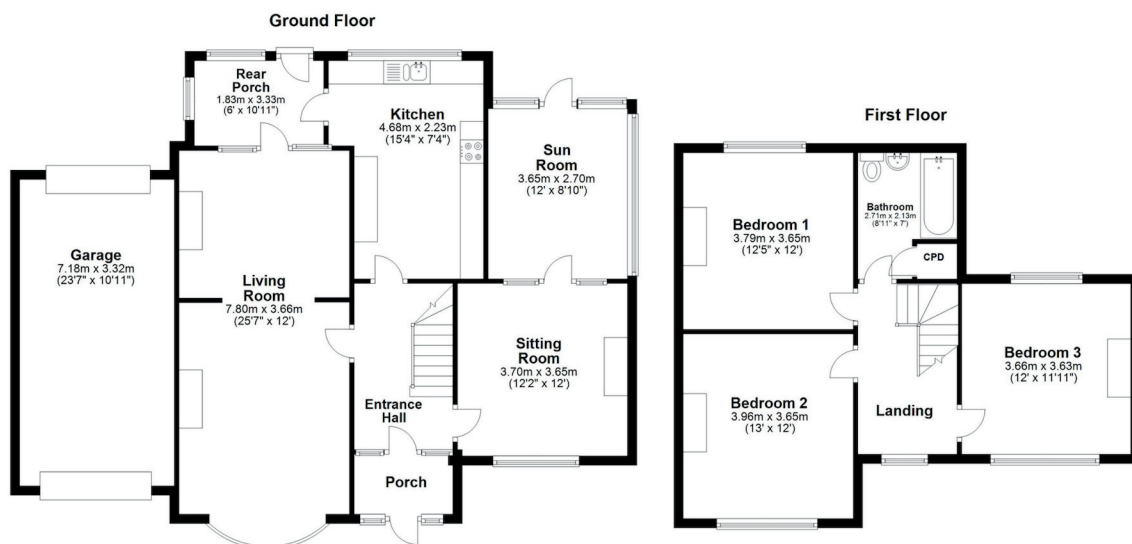 Ground Floor
Rear
Porch
1.83m x 3.33m
(6' x 10'11")
Kitchen
4.68m x 2.23m
(15'4" x 7'4")
Sun
Room
3.65m x 2.70m
(12' x 8'10")
Garage
7.18m x 3.32m
(23'7" x 10'11")
Living
Room
7.80m x 3.66m
(25'7" x 12')
Sitting
Room
3.70m x 3.65m
(12'2" x 12')
Entrance
Hall
Porch
First Floor
Bedroom 1
3.79m x 3.65m
(12'5" x 12')
Bathroom
2.71m x 2.13m
(8'11" x 7')
CPD
Bedroom 2
3.96m x 3.65m
(13' x 12')
Landing
Bedroom 3
3.66m x 3.63m
(12' x 11'11")